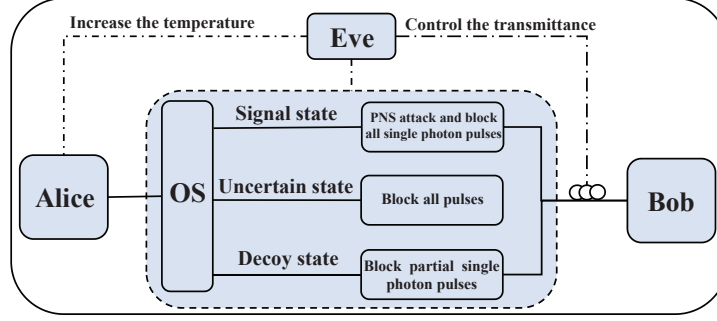 Increase the temperature
Eve
Control the transmittance
Signal state
PNS attack and block
all single photon pulses
Alice
OS
Uncertain state
Block all pulses
Bob
Decoy state
Block partial single
photon pulses